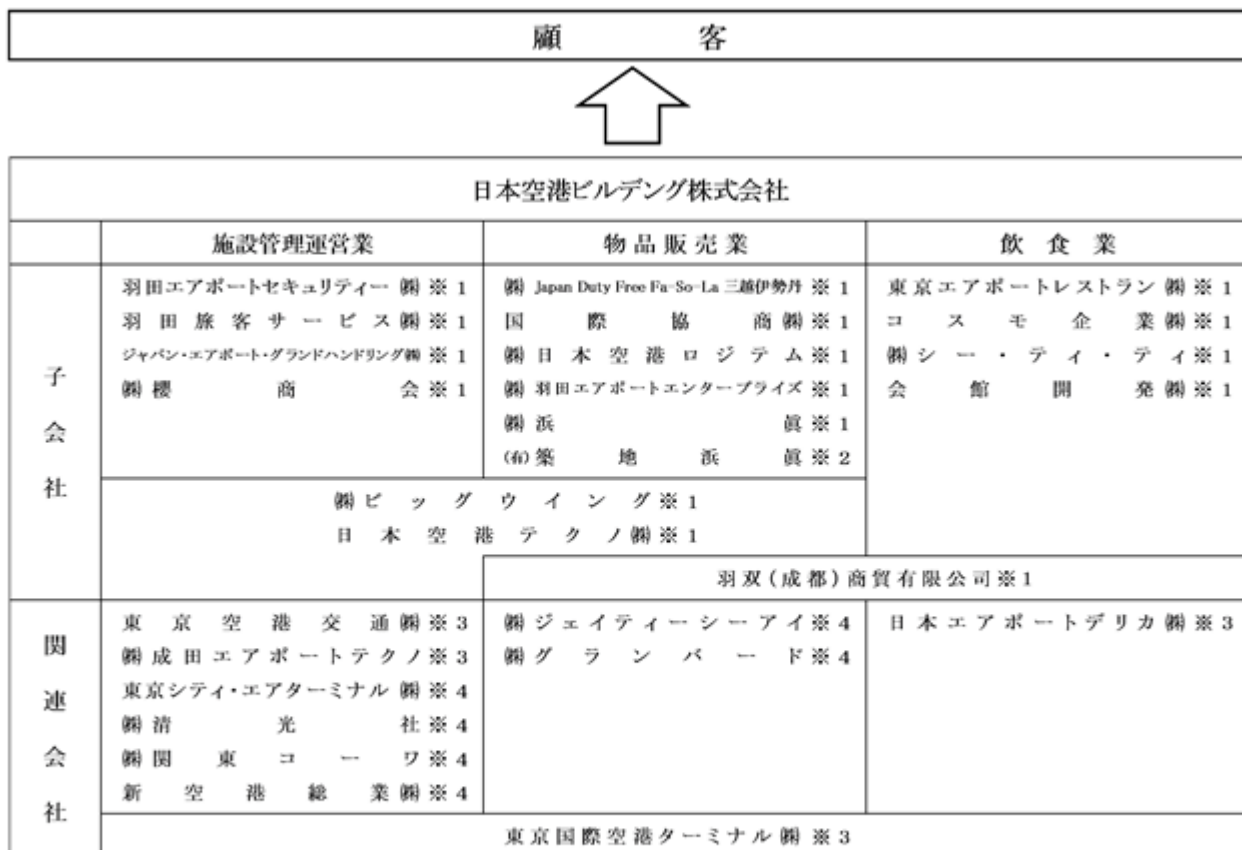 顧客
日本空港ビルデング株式会社
施設管理運営業
物品販売業
飲食業
子会社
羽田エアポートセキュリティー㈱※1
羽田旅客サービス㈱※1
ジャパン・エアポート・グランドハンドリング㈱※1
㈱櫻商会※1
㈱Japan Duty Free Fa-So-La 三越伊勢丹※1
国際協商㈱※1
㈱日本空港ロジテム※1
㈱羽田エアポートエンタープライズ※1
㈱浜眞※1
(有)築地浜眞※2
東京エアポートレストラン㈱※1
コスモ企業㈱※1
㈱シー・ティ・ティ※1
会館開発㈱※1
㈱ビッグウイング※1
日本空港テクノ㈱※1
羽双(成都)商貿有限公司※1
関連会社
東京空港交通㈱※3
㈱成田エアポートテクノ※3
東京シティ・エアターミナル㈱※4
㈱清光社※4
㈱関東コーワ※4
新空港総業㈱※4
㈱ジェイティーシーアイ※4
㈱グランバード※4
日本エアポートデリカ㈱※3
東京国際空港ターミナル㈱※3